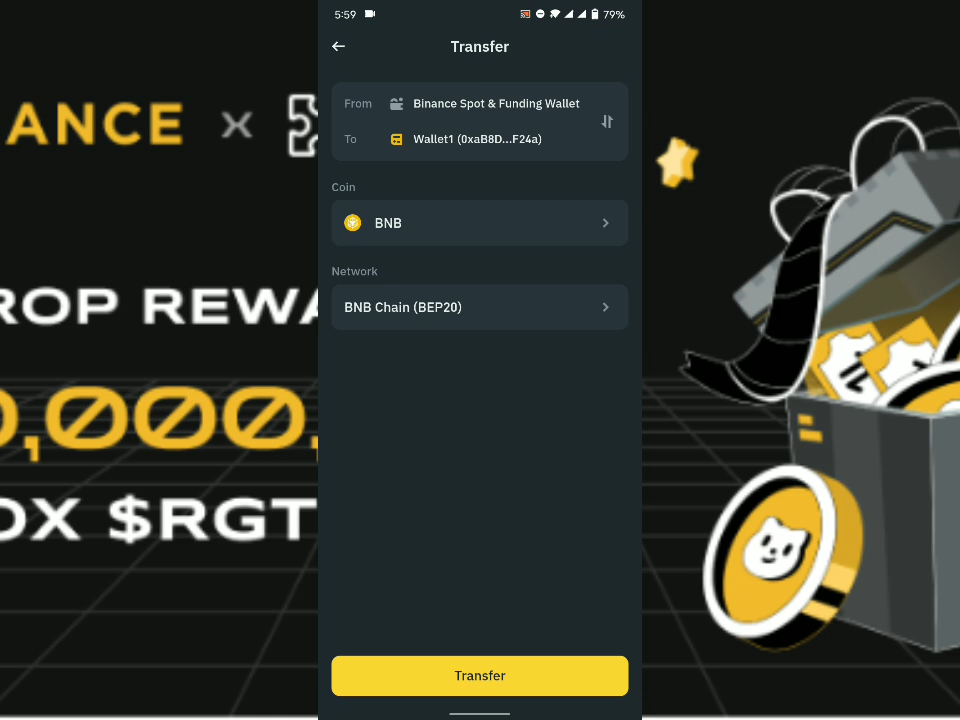 5:59 79%
Transfer
From Binance Spot & Funding Wallet
To Wallet1 (0xaB8D...F24a)
Coin
BNB
Network
BNB Chain (BEP20)
Transfer
ANCE x
ROP REWA
0,000,
OX $RGT